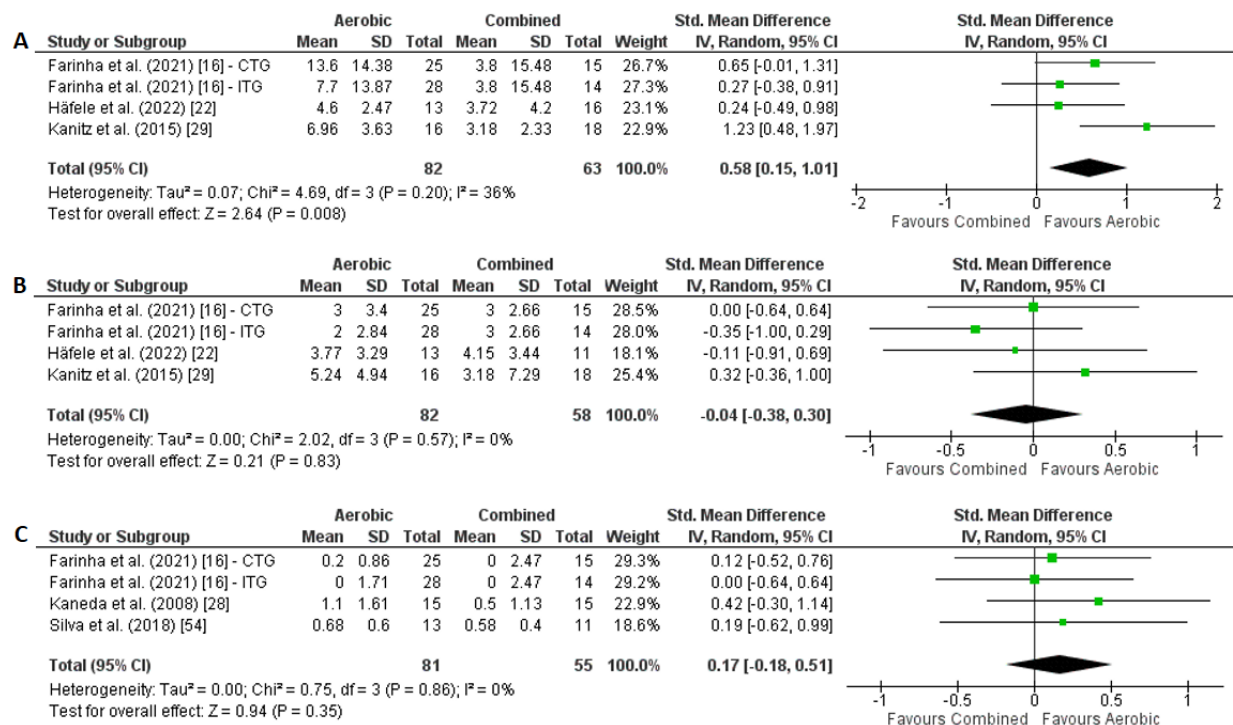 A
Aerobic Combined Std. Mean Difference Std. Mean Difference
Study or Subgroup Mean SD Total Mean SD Total Weight IV, Random, 95% CI IV, Random, 95% CI
Farinha et al. (2021) [16] - CTG 13.6 14.38 25 3.8 15.48 15 26.7% 0.65 [-0.01, 1.31]
Farinha et al. (2021) [16] - ITG 7.7 13.87 28 3.8 15.48 14 27.3% 0.27 [-0.38, 0.91]
Häfele et al. (2022) [22] 4.6 2.47 13 3.72 4.2 16 23.1% 0.24 [-0.49, 0.98]
Kanitz et al. (2015) [29] 6.96 3.63 16 3.18 2.33 18 22.9% 1.23 [0.48, 1.97]
Total (95% CI) 82 63 100.0% 0.58 [0.15, 1.01]
Heterogeneity: Tau² = 0.07; Chi² = 4.69, df = 3 (P = 0.20); I² = 36%
Test for overall effect: Z = 2.64 (P = 0.008)
-2 -1 0 1 2
Favours Combined Favours Aerobic
B
Aerobic Combined Std. Mean Difference Std. Mean Difference
Study or Subgroup Mean SD Total Mean SD Total Weight IV, Random, 95% CI IV, Random, 95% CI
Farinha et al. (2021) [16] - CTG 3 3.4 25 3 2.66 15 28.5% 0.00 [-0.64, 0.64]
Farinha et al. (2021) [16] - ITG 2 2.84 28 3 2.66 14 28.0% -0.35 [-1.00, 0.29]
Häfele et al. (2022) [22] 3.77 3.29 13 4.15 3.44 11 18.1% -0.11 [-0.91, 0.69]
Kanitz et al. (2015) [29] 5.24 4.94 16 3.18 7.29 18 25.4% 0.32 [-0.36, 1.00]
Total (95% CI) 82 58 100.0% -0.04 [-0.38, 0.30]
Heterogeneity: Tau² = 0.00; Chi² = 2.02, df = 3 (P = 0.57); I² = 0%
Test for overall effect: Z = 0.21 (P = 0.83)
-1 -0.5 0 0.5 1
Favours Combined Favours Aerobic
C
Aerobic Combined Std. Mean Difference Std. Mean Difference
Study or Subgroup Mean SD Total Mean SD Total Weight IV, Random, 95% CI IV, Random, 95% CI
Farinha et al. (2021) [16] - CTG 0.2 0.86 25 0 2.47 15 29.3% 0.12 [-0.52, 0.76]
Farinha et al. (2021) [16] - ITG 0 1.71 28 0 2.47 14 29.2% 0.00 [-0.64, 0.64]
Kaneda et al. (2008) [28] 1.1 1.61 15 0.5 1.13 15 22.9% 0.42 [-0.30, 1.14]
Silva et al. (2018) [54] 0.68 0.6 13 0.58 0.4 11 18.6% 0.19 [-0.62, 0.99]
Total (95% CI) 81 55 100.0% 0.17 [-0.18, 0.51]
Heterogeneity: Tau² = 0.00; Chi² = 0.75, df = 3 (P = 0.86); I² = 0%
Test for overall effect: Z = 0.94 (P = 0.35)
-1 -0.5 0 0.5 1
Favours Combined Favours Aerobic